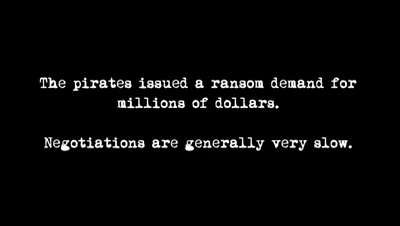 The pirates issued a ransom demand for
millions of dollars.
Negotiations are generally very slow.